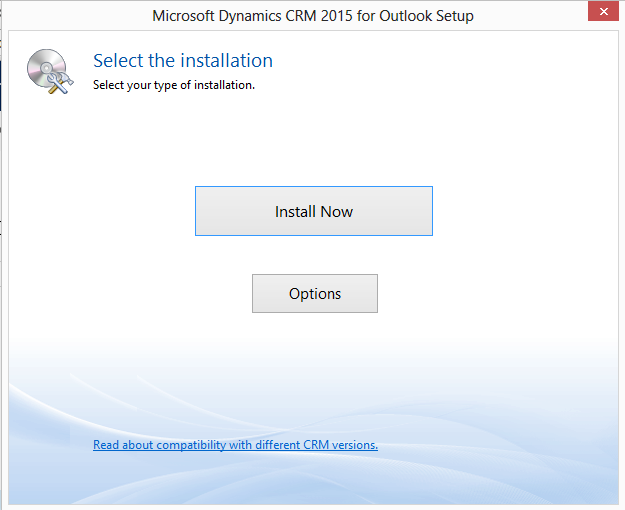 Microsoft Dynamics CRM 2015 for Outlook Setup
Select the installation
Select your type of installation.
Install Now
Options
Read about compatibility with different CRM versions.